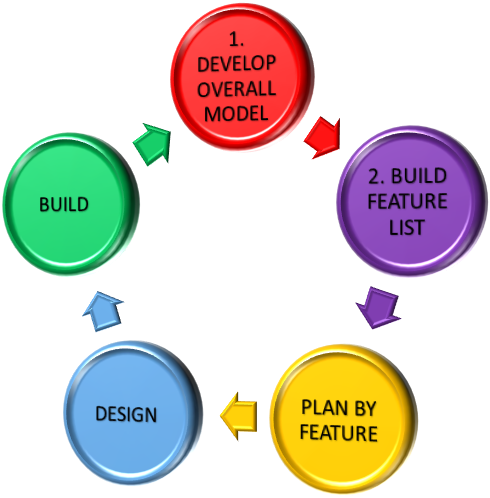 1.
DEVELOP
OVERALL
MODEL
2. BUILD
FEATURE
LIST
PLAN BY
FEATURE
DESIGN
BUILD